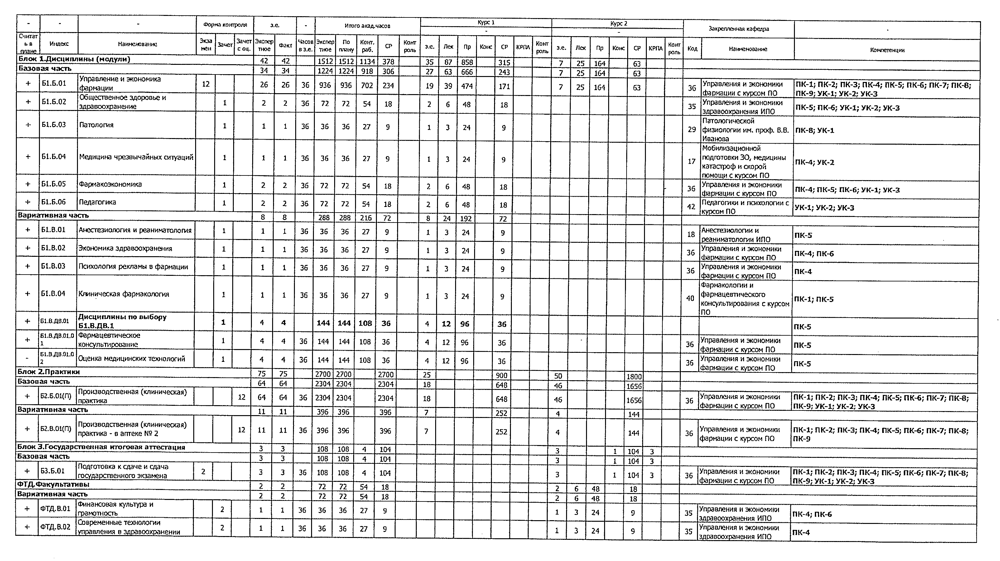 - - - Форма контроля з.е. - Итого акад.часов Курс 1 Курс 2 Закрепленная кафедра -
- -
Считать в плане Индекс Наименование Экзамен Зачет Зачет с оц. Экспертное Факт Часов в з.е. Экспертное По плану Конт. раб. СР Контроль з.е. Лек Пр Конс СР КРПА Контроль з.е. Лек Пр Конс СР КРПА Контроль Код Наименование Компетенции
Блок 1.Дисциплины (модули) 42 42 1512 1512 1134 378 35 87 858 315 7 25 164 63
Базовая часть 34 34 1224 1224 918 306 27 63 666 243 7 25 164 63
+ Б1.Б.01 Управление и экономика фармации 12 26 26 36 936 936 702 234 19 39 474 171 7 25 164 63 36 Управления и экономики фармации с курсом ПО ПК-1; ПК-2; ПК-3; ПК-4; ПК-5; ПК-6; ПК-7; ПК-8; ПК-9; УК-1; УК-2; УК-3
+ Б1.Б.02 Общественное здоровье и здравоохранение 1 2 2 36 72 72 54 18 2 6 48 18 35 Управления и экономики здравоохранения ИПО ПК-5; ПК-6; УК-1; УК-2; УК-3
+ Б1.Б.03 Патология 1 1 1 36 36 36 27 9 1 3 24 9 29 Патологической физиологии им. проф. В.В. Иванова ПК-8; УК-1
+ Б1.Б.04 Медицина чрезвычайных ситуаций 1 1 1 36 36 36 27 9 1 3 24 9 17 Мобилизационной подготовки ЗО, медицины катастроф и скорой помощи с курсом ПО ПК-4; УК-2
+ Б1.Б.05 Фармакоэкономика 1 2 2 36 72 72 54 18 2 6 48 18 36 Управления и экономики фармации с курсом ПО ПК-4; ПК-5; ПК-6; УК-1; УК-3
+ Б1.Б.06 Педагогика 1 2 2 36 72 72 54 18 2 6 48 18 42 Педагогики и психологии с курсом ПО УК-1; УК-2; УК-3
Вариативная часть 8 8 288 288 216 72 8 24 192 72
+ Б1.В.01 Анестезиология и реаниматология 1 1 1 36 36 36 27 9 1 3 24 9 18 Анестезиологии и реаниматологии ИПО ПК-5
+ Б1.В.02 Экономика здравоохранения 1 1 1 36 36 36 27 9 1 3 24 9 36 Управления и экономики фармации с курсом ПО ПК-4; ПК-6
+ Б1.В.03 Психология рекламы в фармации 1 1 1 36 36 36 27 9 1 3 24 9 36 Управления и экономики фармации с курсом ПО ПК-4
+ Б1.В.04 Клиническая фармакология 1 1 1 36 36 36 27 9 1 3 24 9 40 Фармакологии и фармацевтического консультирования с курсом ПО ПК-1; ПК-5
+ Б1.В.ДВ.01 Дисциплины по выбору Б1.В.ДВ.1 1 4 4 144 144 108 36 4 12 96 36 ПК-5
+ Б1.В.ДВ.01.01 Фармацевтическое консультирование 1 4 4 36 144 144 108 36 4 12 96 36 36 Управления и экономики фармации с курсом ПО ПК-5
- Б1.В.ДВ.01.02 Оценка медицинских технологий 1 4 4 36 144 144 108 36 4 12 96 36 36 Управления и экономики фармации с курсом ПО ПК-5
Блок 2.Практики 75 75 2700 2700 2700 25 900 50 1800
Базовая часть 64 64 2304 2304 2304 18 648 46 1656
+ Б2.Б.01(П) Производственная (клиническая) практика 12 64 64 36 2304 2304 2304 18 648 46 1656 36 Управления и экономики фармации с курсом ПО ПК-1; ПК-2; ПК-3; ПК-4; ПК-5; ПК-6; ПК-7; ПК-8; ПК-9; УК-1; УК-2; УК-3
Вариативная часть 11 11 396 396 396 7 252 4 144
+ Б2.В.01(П) Производственная (клиническая) практика - в аптеке № 2 12 11 11 36 396 396 396 7 252 4 144 36 Управления и экономики фармации с курсом ПО ПК-1; ПК-2; ПК-3; ПК-4; ПК-5; ПК-6; ПК-7; ПК-8; ПК-9
Блок 3.Государственная итоговая аттестация 3 3 108 108 4 104 3 1 104 3
Базовая часть 3 3 108 108 4 104 3 1 104 3
+ Б3.Б.01 Подготовка к сдаче и сдача государственного экзамена 2 3 3 36 108 108 4 104 3 1 104 3 36 Управления и экономики фармации с курсом ПО ПК-1; ПК-2; ПК-3; ПК-4; ПК-5; ПК-6; ПК-7; ПК-8; ПК-9; УК-1; УК-2; УК-3
ФТД.Факультативы 2 2 72 72 54 18 2 6 48 18
Вариативная часть 2 2 72 72 54 18 2 6 48 18
+ ФТД.В.01 Финансовая культура и грамотность 2 1 1 36 36 36 27 9 1 3 24 9 35 Управления и экономики здравоохранения ИПО ПК-4; ПК-6
+ ФТД.В.02 Современные технологии управления в здравоохранении 2 1 1 36 36 36 27 9 1 3 24 9 35 Управления и экономики здравоохранения ИПО ПК-4